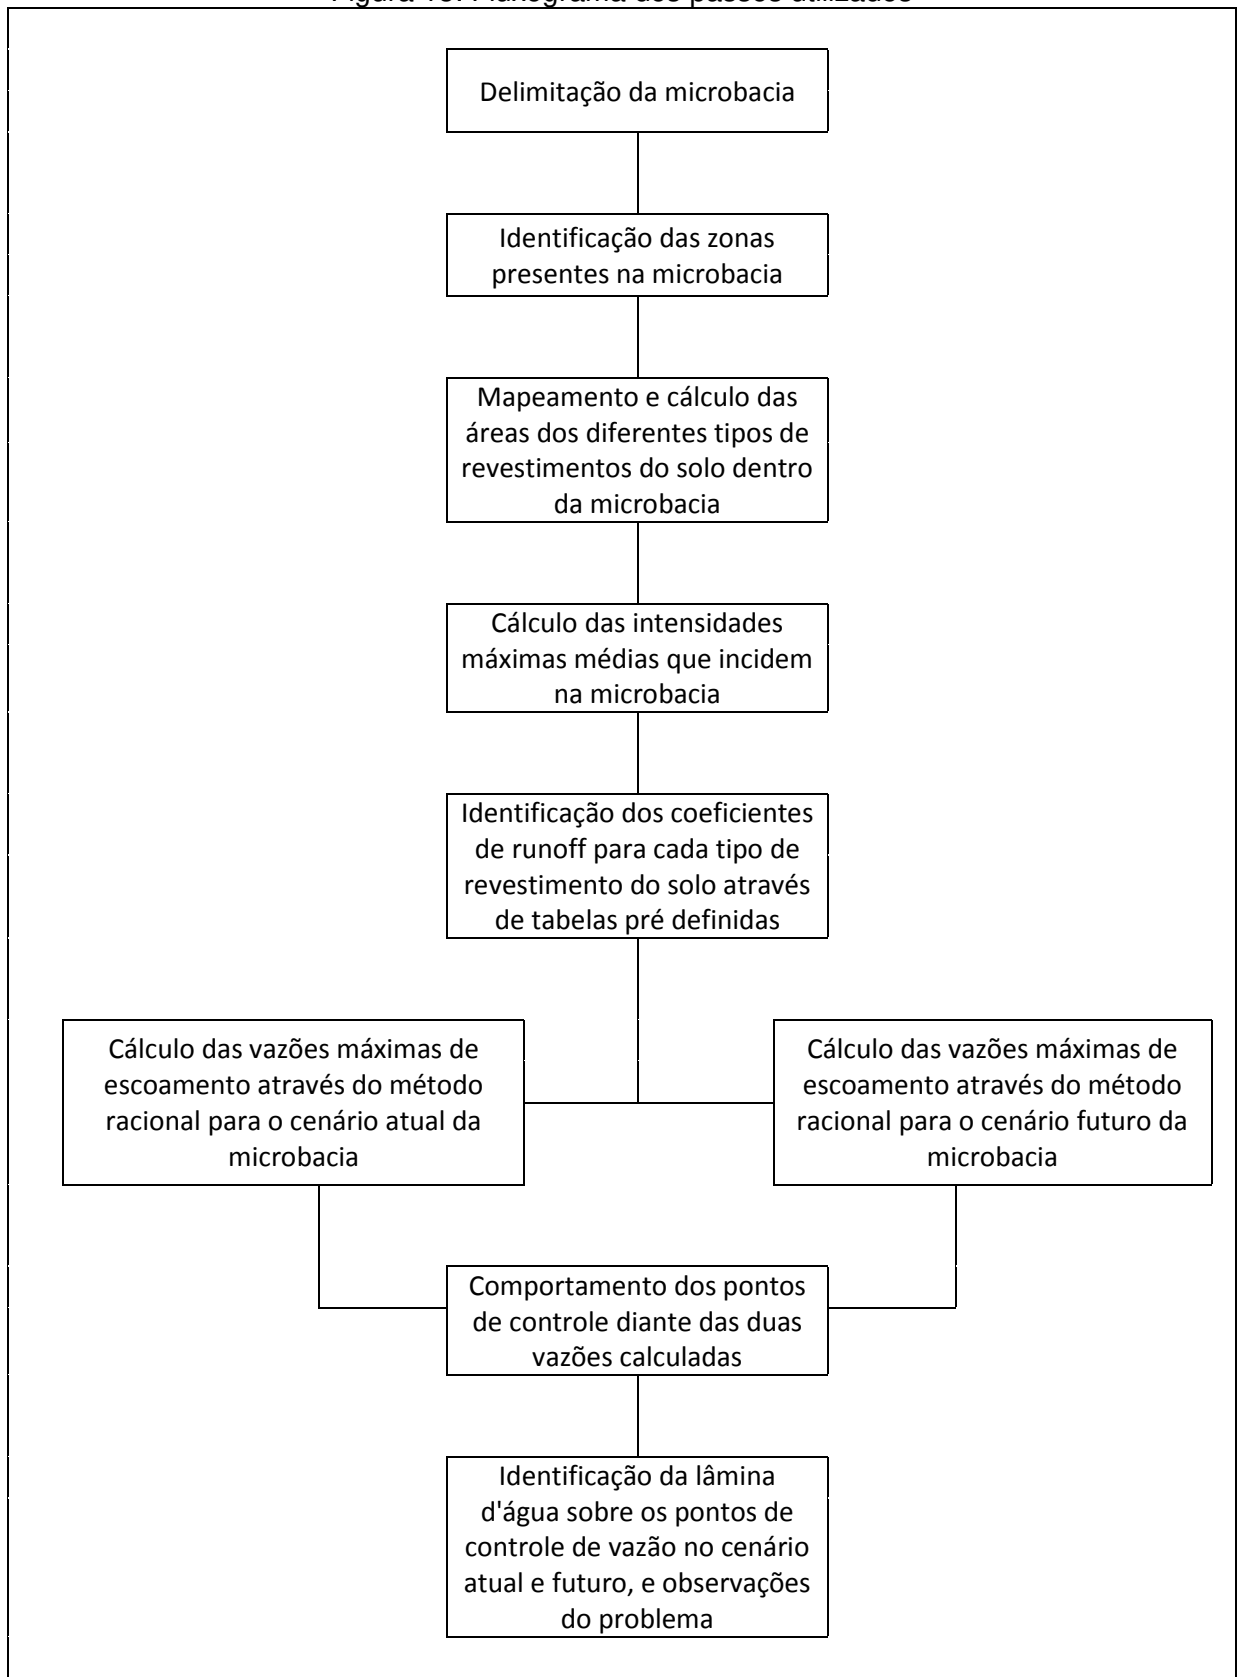 Fluxograma dos passos utilizados
Delimitação da microbacia
Identificação das zonas
presentes na microbacia
Mapeamento e cálculo das
áreas dos diferentes tipos de
revestimentos do solo dentro
da microbacia
Cálculo das intensidades
máximas médias que incidem
na microbacia
Identificação dos coeficientes
de runoff para cada tipo de
revestimento do solo através
de tabelas pré definidas
Cálculo das vazões máximas de
escoamento através do método
racional para o cenário atual da
microbacia
Cálculo das vazões máximas de
escoamento através do método
racional para o cenário futuro da
microbacia
Comportamento dos pontos
de controle diante das duas
vazões calculadas
Identificação da lâmina
d'água sobre os pontos de
controle de vazão no cenário
atual e futuro, e observações
do problema